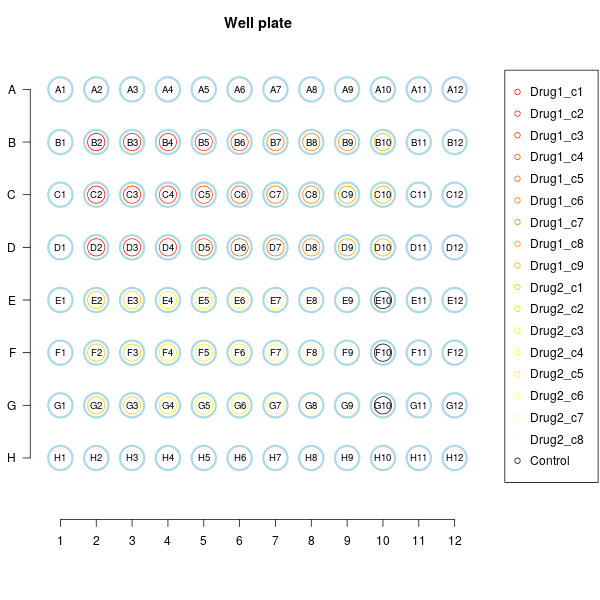 Well plate
A A1 A2 A3 A4 A5 A6 A7 A8 A9 A10 A11 A12
B B1 B2 B3 B4 B5 B6 B7 B8 B9 B10 B11 B12
C C1 C2 C3 C4 C5 C6 C7 C8 C9 C10 C11 C12
D D1 D2 D3 D4 D5 D6 D7 D8 D9 D10 D11 D12
E E1 E2 E3 E4 E5 E6 E7 E8 E9 E10 E11 E12
F F1 F2 F3 F4 F5 F6 F7 F8 F9 F10 F11 F12
G G1 G2 G3 G4 G5 G6 G7 G8 G9 G10 G11 G12
H H1 H2 H3 H4 H5 H6 H7 H8 H9 H10 H11 H12
1 2 3 4 5 6 7 8 9 10 11 12
Drug1_c1
Drug1_c2
Drug1_c3
Drug1_c4
Drug1_c5
Drug1_c6
Drug1_c7
Drug1_c8
Drug1_c9
Drug2_c1
Drug2_c2
Drug2_c3
Drug2_c4
Drug2_c5
Drug2_c6
Drug2_c7
Drug2_c8
Control